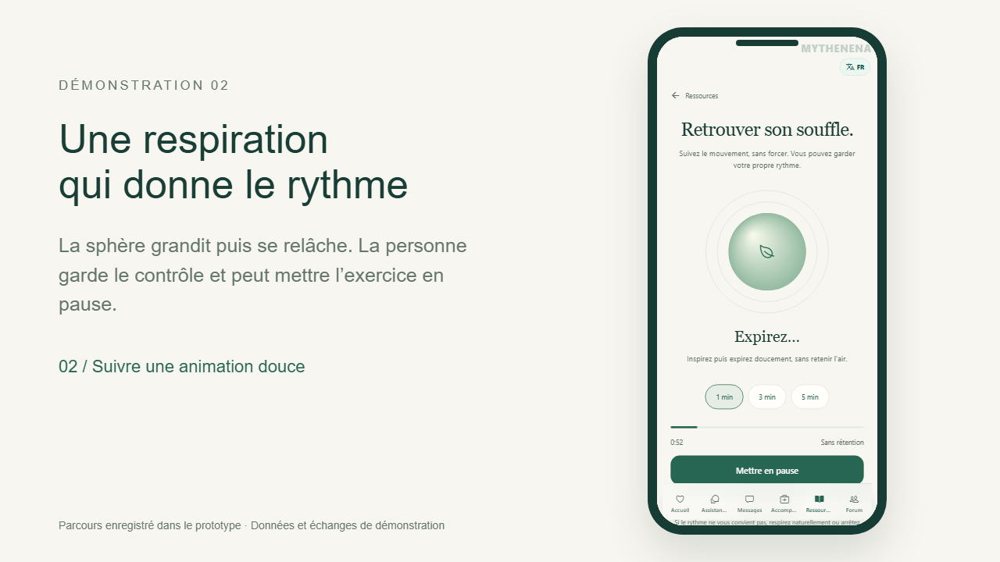 DÉMONSTRATION 02
Une respiration
qui donne le rythme
La sphère grandit puis se relâche. La personne
garde le contrôle et peut mettre l’exercice en
pause.
02 / Suivre une animation douce
Parcours enregistré dans le prototype · Données et échanges de démonstration
MYTHENENA
FR
Ressources
Retrouver son souffle.
Suivez le mouvement, sans forcer. Vous pouvez garder
votre propre rythme.
Expirez…
Inspirez puis expirez doucement, sans retenir l’air.
1 min 3 min 5 min
0:52 Sans rétention
Mettre en pause
Accueil Assistan... Messages Accomp... Ressour... Forum
Si le rythme ne vous convient pas, respirez naturellement ou arrêtez